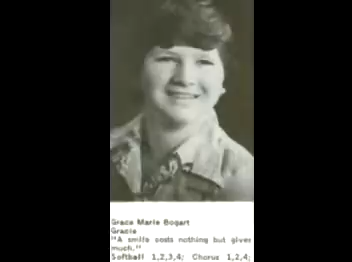 Grace Marie Bogart
Gracie
"A smile costs nothing but gives
much."
Softball 1,2,3,4; Chorus 1,2,4;